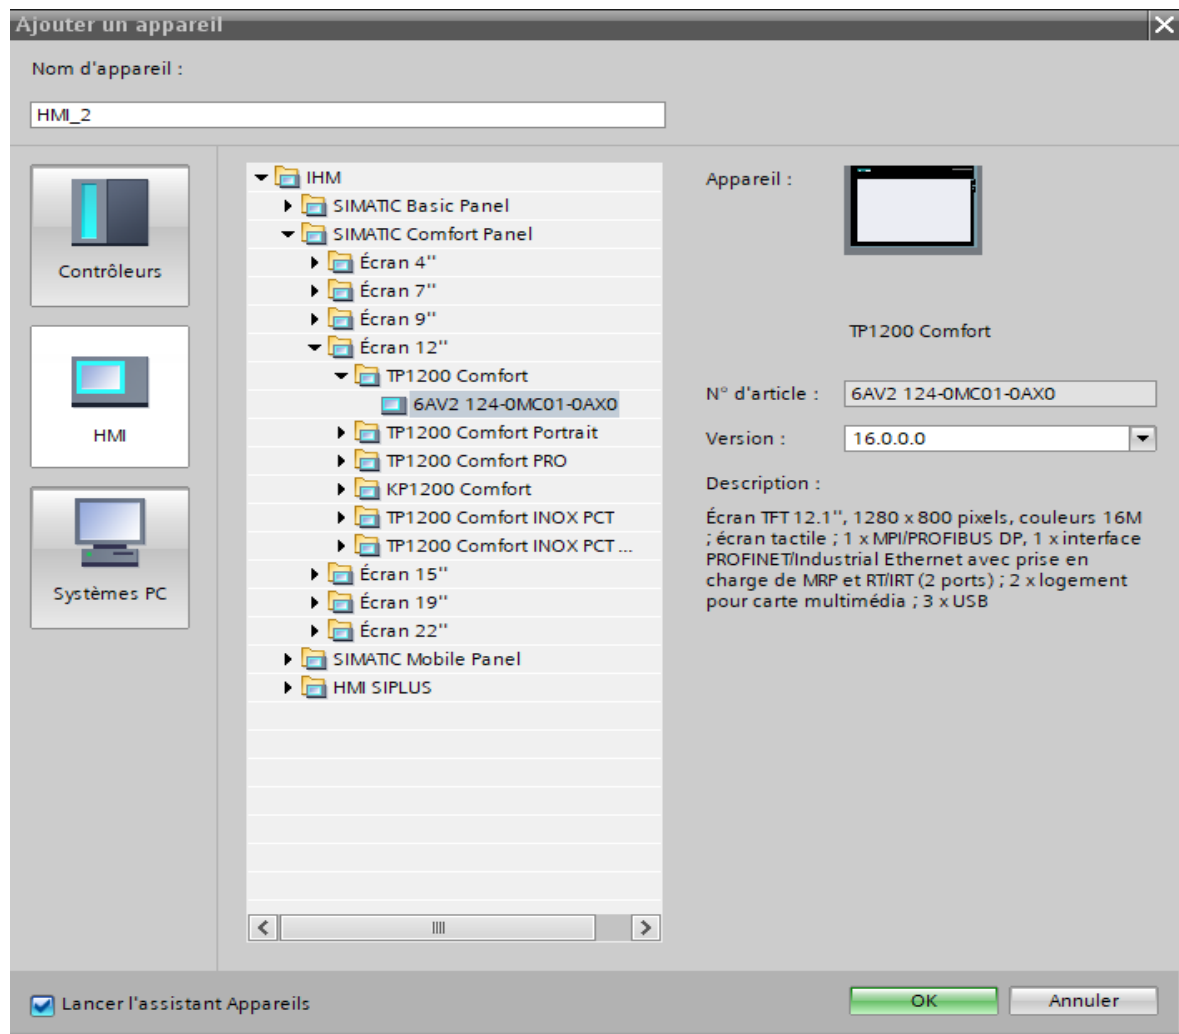 Ajouter un appareil
Nom d'appareil :
HMI_2
Contrôleurs
HMI
Systèmes PC
IHM
SIMATIC Basic Panel
SIMATIC Comfort Panel
Écran 4''
Écran 7''
Écran 9''
Écran 12''
TP1200 Comfort
6AV2 124-0MC01-0AX0
TP1200 Comfort Portrait
TP1200 Comfort PRO
KP1200 Comfort
TP1200 Comfort INOX PCT
TP1200 Comfort INOX PCT ...
Écran 15''
Écran 19''
Écran 22''
SIMATIC Mobile Panel
HMI SIPLUS
Appareil :
TP1200 Comfort
N° d'article :
6AV2 124-0MC01-0AX0
Version :
16.0.0.0
Description :
Écran TFT 12.1'', 1280 x 800 pixels, couleurs 16M
; écran tactile ; 1 x MPI/PROFIBUS DP, 1 x interface
PROFINET/Industrial Ethernet avec prise en
charge de MRP et RT/IRT (2 ports) ; 2 x logement
pour carte multimédia ; 3 x USB
Lancer l'assistant Appareils
OK
Annuler